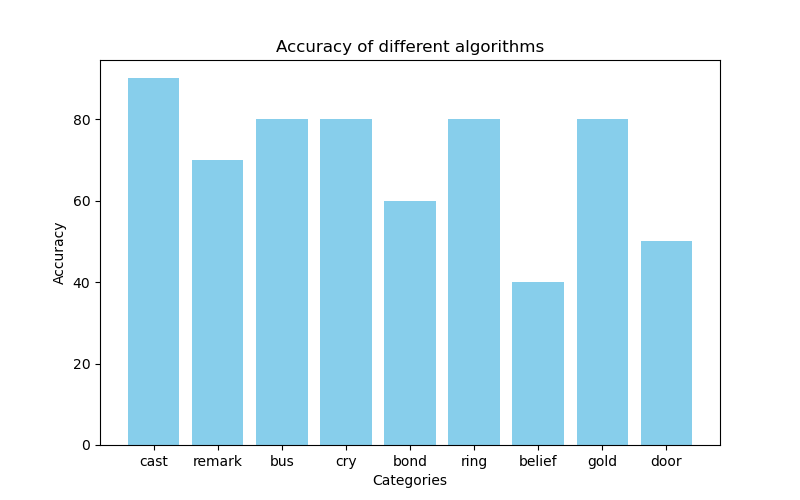 Accuracy of different algorithms
Accuracy
80
60
40
20
0
cast remark bus cry bond ring belief gold door
Categories